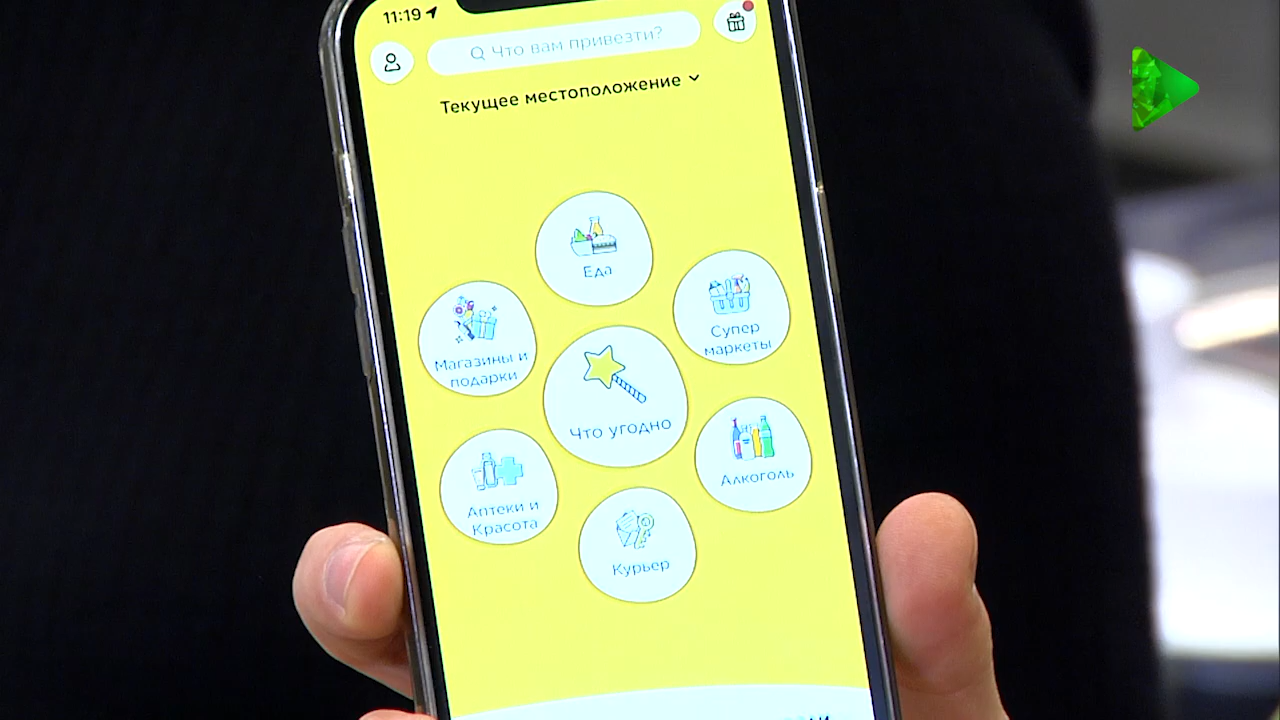 11:19
Что вам привезти?
Текущее местоположение
Еда
Супер
маркеты
Магазины и
подарки
Что угодно
Алкоголь
Аптеки и
Красота
Курьер